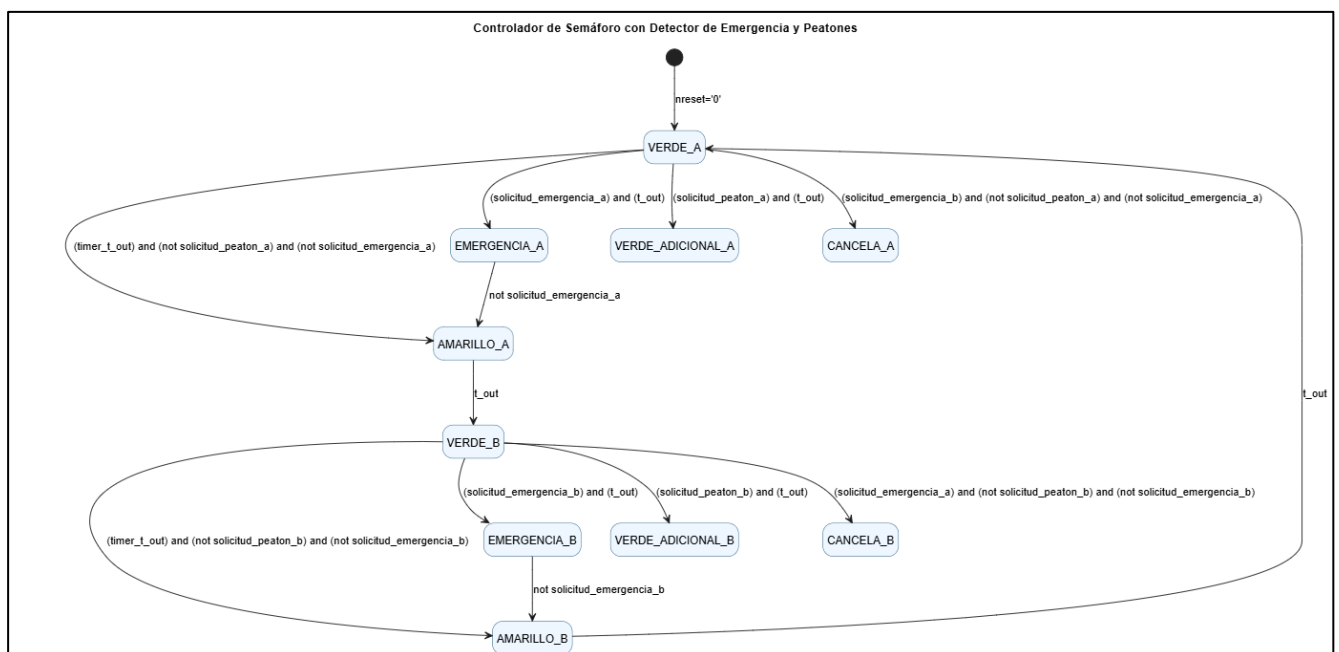 Controlador de Semáforo con Detector de Emergencia y Peatones
nreset='0'
VERDE_A
(solicitud_emergencia_a) and (t_out)
(solicitud_peaton_a) and (t_out)
(solicitud_emergencia_b) and (not solicitud_peaton_a) and (not solicitud_emergencia_a)
(timer_t_out) and (not solicitud_peaton_a) and (not solicitud_emergencia_a)
EMERGENCIA_A
VERDE_ADICIONAL_A
CANCELA_A
not solicitud_emergencia_a
AMARILLO_A
t_out
t_out
VERDE_B
(solicitud_emergencia_b) and (t_out)
(solicitud_peaton_b) and (t_out)
(solicitud_emergencia_a) and (not solicitud_peaton_b) and (not solicitud_emergencia_b)
(timer_t_out) and (not solicitud_peaton_b) and (not solicitud_emergencia_b)
EMERGENCIA_B
VERDE_ADICIONAL_B
CANCELA_B
not solicitud_emergencia_b
AMARILLO_B